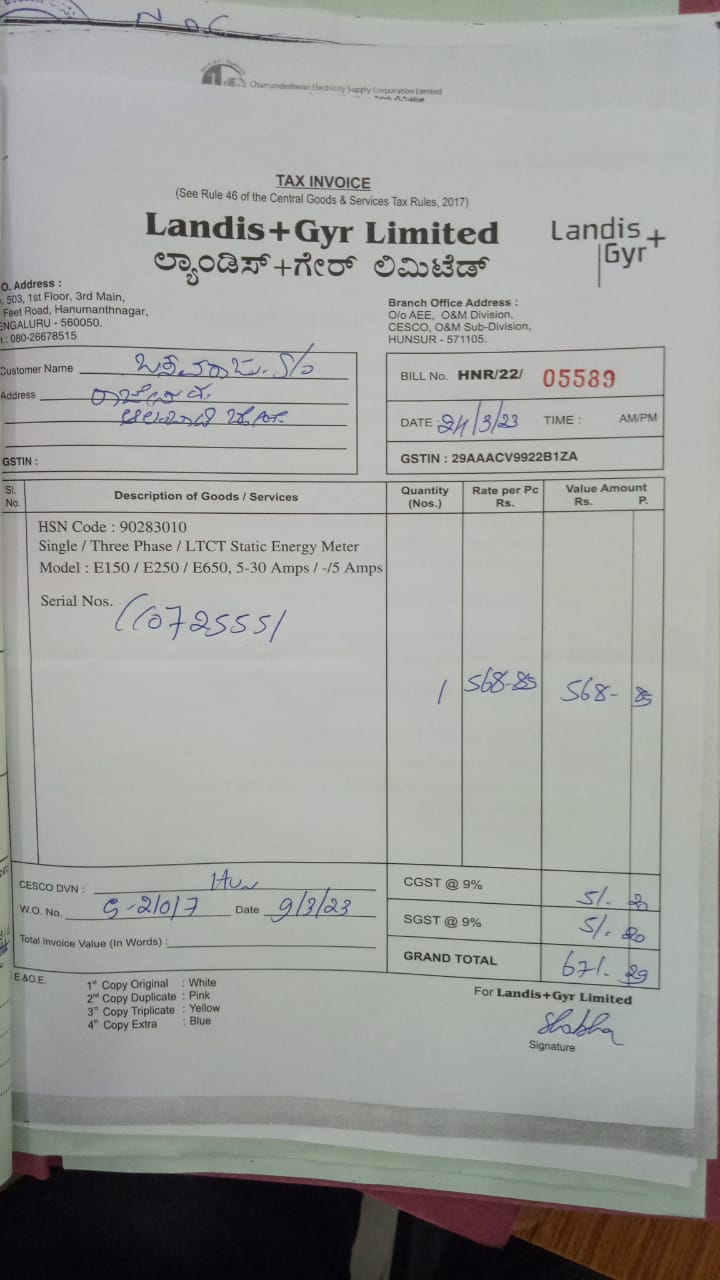 NOC
Chamundeshwari Electricity Supply Corporation Limited
TAX INVOICE
(See Rule 46 of the Central Goods & Services Tax Rules, 2017)
Landis+Gyr Limited
ಲ್ಯಾಂಡಿಸ್+ಗೇರ್ ಲಿಮಿಟೆಡ್
Landis
Gyr+
O. Address :
503, 1st Floor, 3rd Main,
Feet Road, Hanumanthnagar,
ENGALURU - 560050.
.: 080-26678515
Branch Office Address :
O/o AEE, O&M Division,
CESCO, O&M Sub-Division,
HUNSUR - 571105.
Customer Name S/o
Address
GSTIN :
BILL No. HNR/22/ 05589
DATE : 24/3/23 TIME : AM/PM
GSTIN : 29AAACV9922B1ZA
Sl. No. Description of Goods / Services Quantity (Nos.) Rate per Pc Rs. Value Amount Rs. P.
HSN Code : 90283010
Single / Three Phase / LTCT Static Energy Meter
Model : E150 / E250 / E650, 5-30 Amps / -/5 Amps
Serial Nos. 110725551
1 568-85 568- 85
CESCO DVN : Hun
W.O. No. 2107 Date 9/3/23
Total Invoice Value (In Words) :
CGST @ 9% 51. 20
SGST @ 9% 51. 20
GRAND TOTAL 671. 29
E.&O.E.
1st Copy Original : White
2nd Copy Duplicate : Pink
3rd Copy Triplicate : Yellow
4th Copy Extra : Blue
For Landis+Gyr Limited
Shobha
Signature